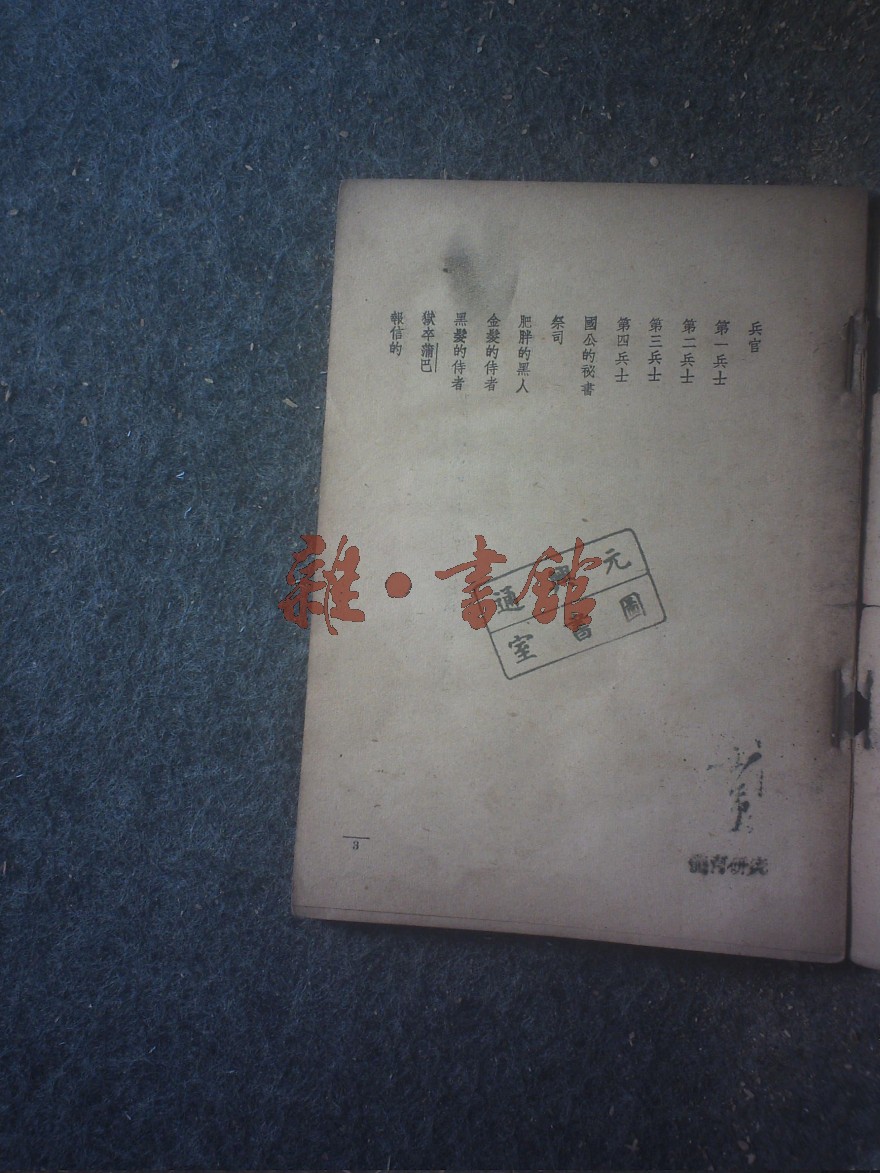 兵官
第一兵士
第二兵士
第三兵士
第四兵士
國公的祕書
祭司
肥胖的黑人
金髮的侍者
黑髮的侍者
獄卒蒲巴
報信的
雜·書館
元 通
圖書室
3